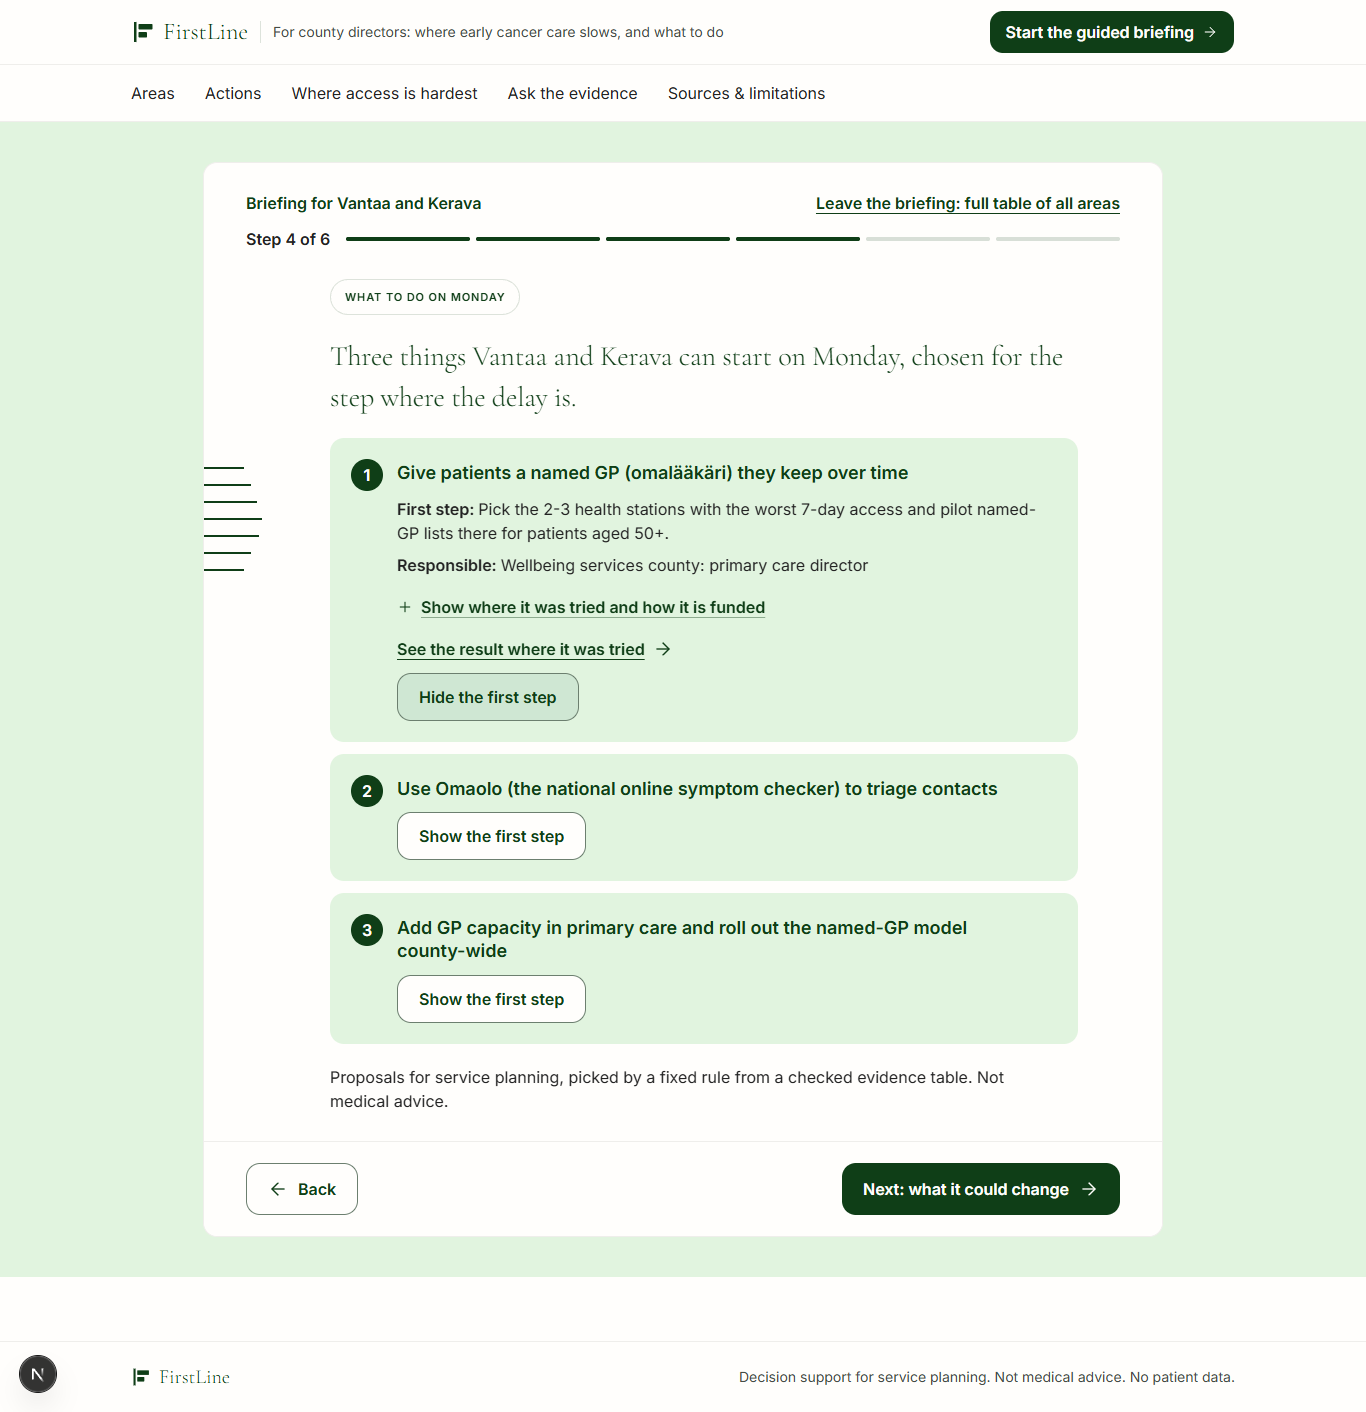 FirstLine
For county directors: where early cancer care slows, and what to do
Start the guided briefing →
Areas
Actions
Where access is hardest
Ask the evidence
Sources & limitations
Briefing for Vantaa and Kerava
Leave the briefing: full table of all areas
Step 4 of 6
WHAT TO DO ON MONDAY
Three things Vantaa and Kerava can start on Monday, chosen for the
step where the delay is.
1
Give patients a named GP (omalääkäri) they keep over time
First step: Pick the 2-3 health stations with the worst 7-day access and pilot named-
GP lists there for patients aged 50+.
Responsible: Wellbeing services county: primary care director
+ Show where it was tried and how it is funded
See the result where it was tried →
Hide the first step
2
Use Omaolo (the national online symptom checker) to triage contacts
Show the first step
3
Add GP capacity in primary care and roll out the named-GP model
county-wide
Show the first step
Proposals for service planning, picked by a fixed rule from a checked evidence table. Not
medical advice.
← Back
Next: what it could change →
N
FirstLine
Decision support for service planning. Not medical advice. No patient data.